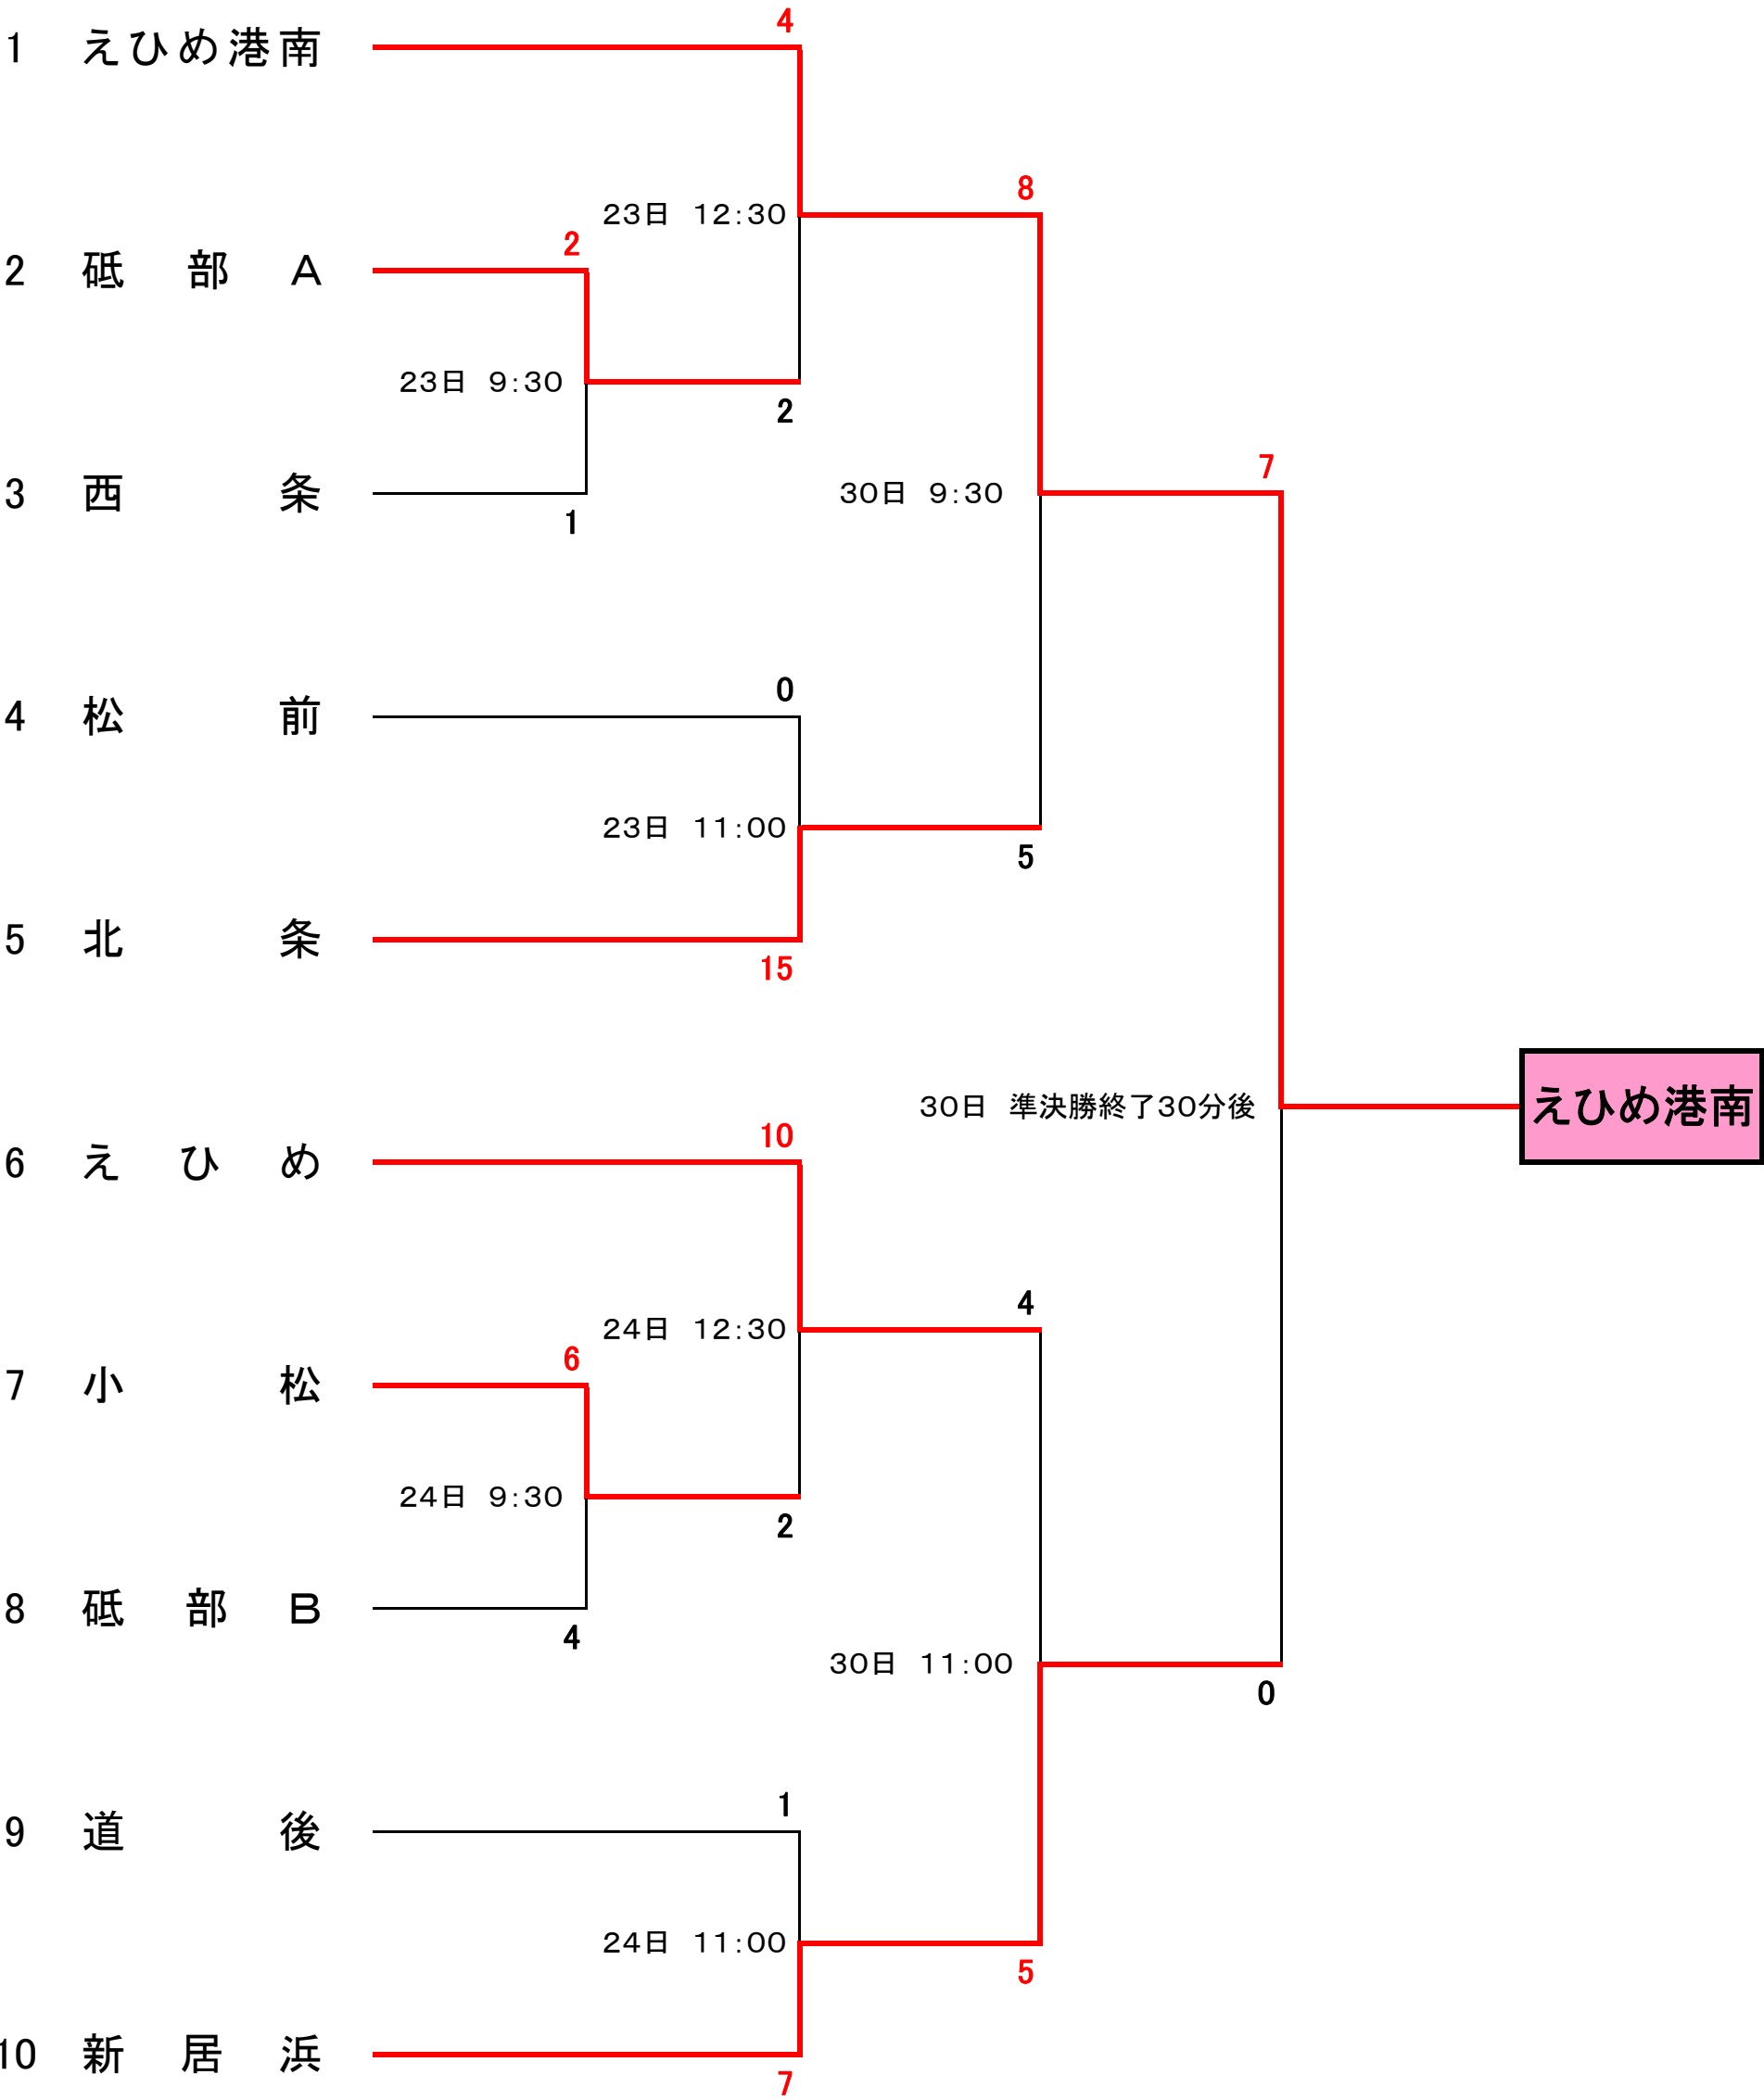 4
1 えひめ港南
8
23日 12:30
2
2 砥部A
23日 9:30
2
7
3 西条
30日 9:30
1
0
4 松前
23日 11:00
5
5 北条
15
30日 準決勝終了30分後
えひめ港南
10
6 えひめ
4
24日 12:30
6
7 小松
24日 9:30
2
8 砥部B
4
30日 11:00
0
1
9 道後
24日 11:00
5
10 新居浜
7